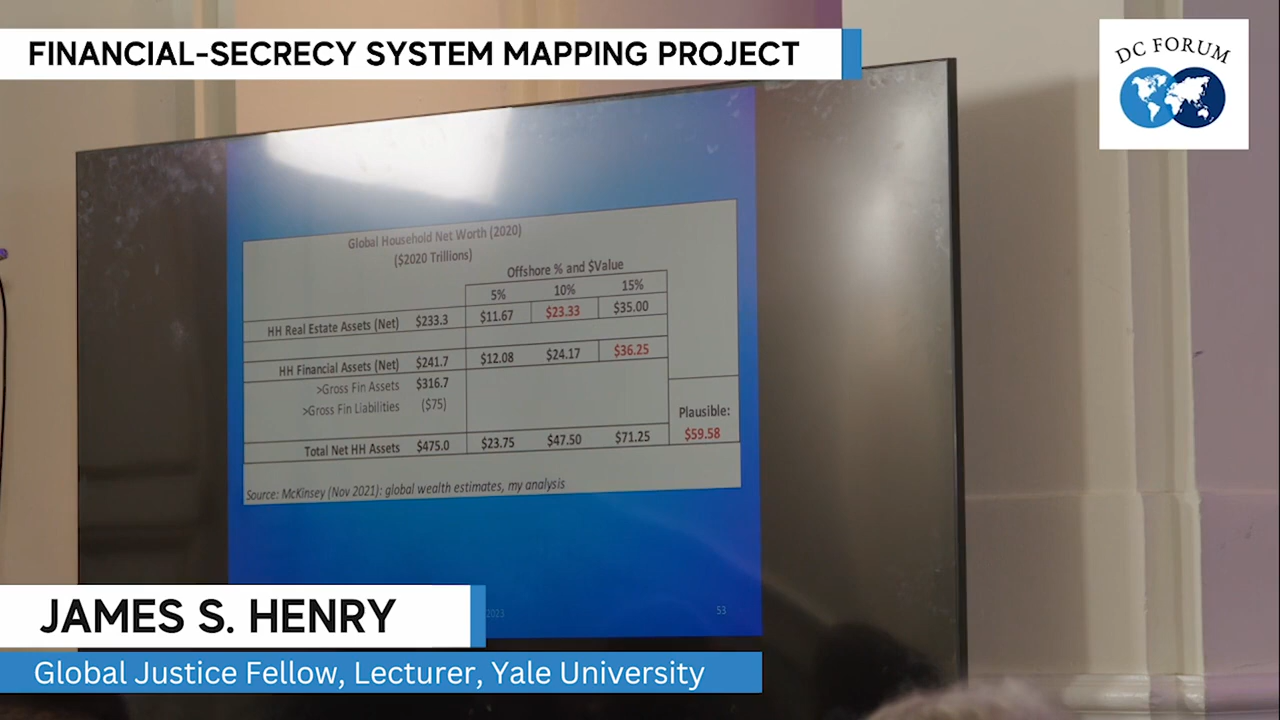 FINANCIAL-SECRECY SYSTEM MAPPING PROJECT
DC FORUM
Global Household Net Worth (2020)
($2020 Trillions)
Offshore % and $Value
5% 10% 15%
HH Real Estate Assets (Net) $233.3 $11.67 $23.33 $35.00
HH Financial Assets (Net) $241.7 $12.08 $24.17 $36.25
>Gross Fin Assets $316.7
>Gross Fin Liabilities ($75)
Plausible:
Total Net HH Assets $475.0 $23.75 $47.50 $71.25 $59.58
Source: McKinsey (Nov 2021): global wealth estimates, my analysis
2023 53
JAMES S. HENRY
Global Justice Fellow, Lecturer, Yale University